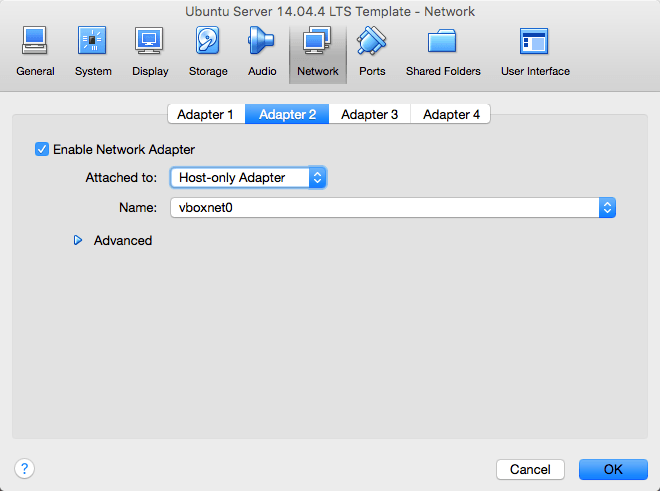 Ubuntu Server 14.04.4 LTS Template - Network
General System Display Storage Audio Network Ports Shared Folders User Interface
Adapter 1 Adapter 2 Adapter 3 Adapter 4
Enable Network Adapter
Attached to: Host-only Adapter
Name: vboxnet0
Advanced
? Cancel OK